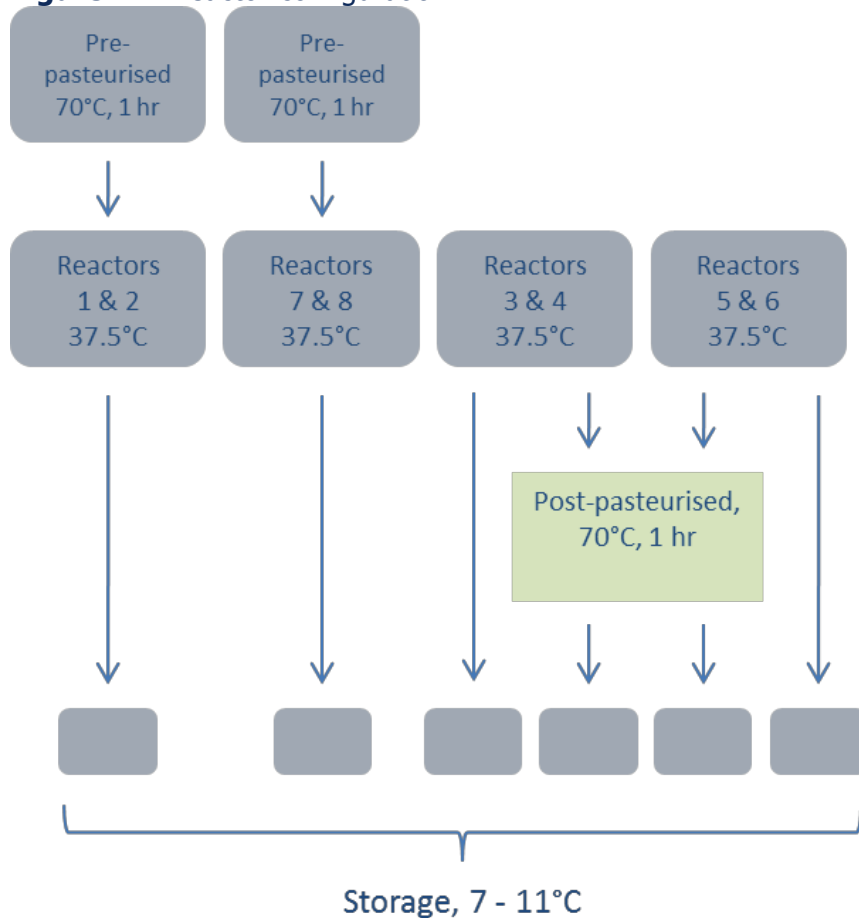 Pre-
pasteurised
70°C, 1 hr
Pre-
pasteurised
70°C, 1 hr
Reactors
1 & 2
37.5°C
Reactors
7 & 8
37.5°C
Reactors
3 & 4
37.5°C
Reactors
5 & 6
37.5°C
Post-pasteurised,
70°C, 1 hr
Storage, 7 - 11°C